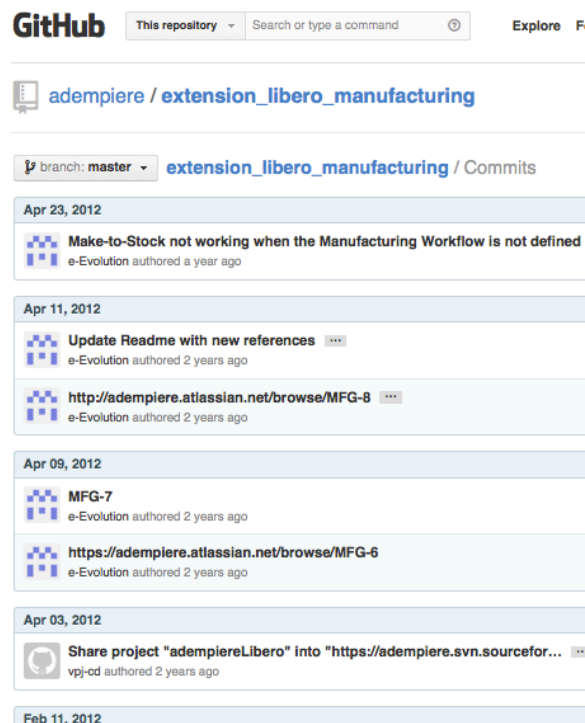 GitHub This repository Search or type a command Explore
adempiere / extension_libero_manufacturing
branch: master extension_libero_manufacturing / Commits
Apr 23, 2012
Make-to-Stock not working when the Manufacturing Workflow is not defined
e-Evolution authored a year ago
Apr 11, 2012
Update Readme with new references ...
e-Evolution authored 2 years ago
http://adempiere.atlassian.net/browse/MFG-8 ...
e-Evolution authored 2 years ago
Apr 09, 2012
MFG-7
e-Evolution authored 2 years ago
https://adempiere.atlassian.net/browse/MFG-6
e-Evolution authored 2 years ago
Apr 03, 2012
Share project "adempiereLibero" into "https://adempiere.svn.sourcefor...
vpj-cd authored 2 years ago
Feb 11, 2012